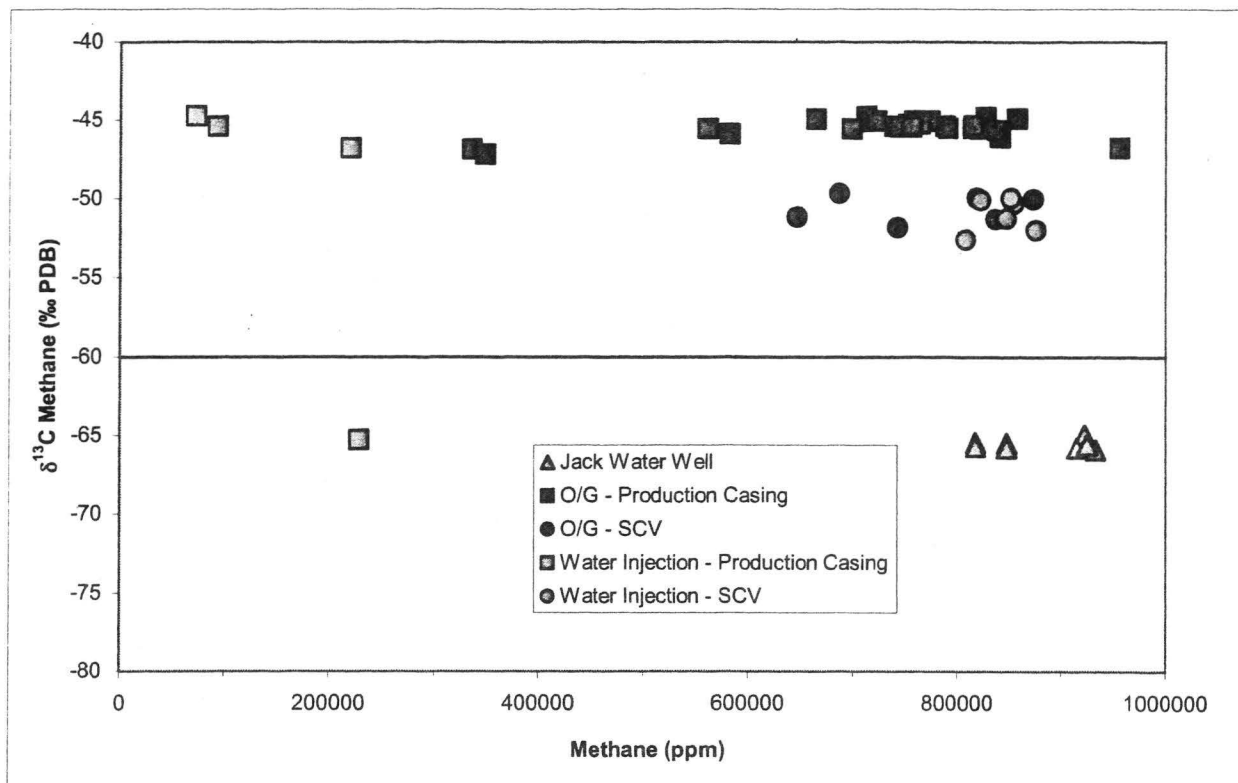 -40
-45
-50
-55
-60
-65
-70
-75
-80
δ¹³C Methane (‰ PDB)
Jack Water Well
O/G - Production Casing
O/G - SCV
Water Injection - Production Casing
Water Injection - SCV
0 200000 400000 600000 800000 1000000
Methane (ppm)